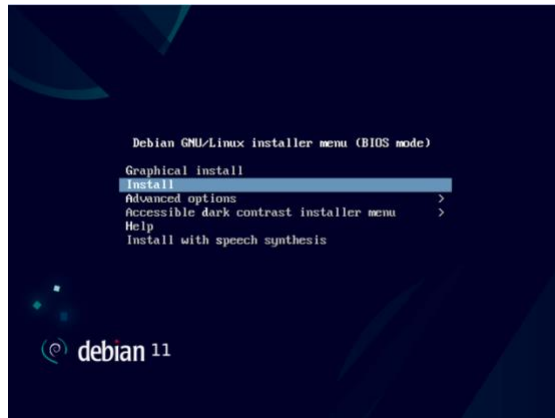 Debian GNU/Linux installer menu (BIOS mode)
Graphical install
Install
Advanced options >
Accessible dark contrast installer menu >
Help
Install with speech synthesis
debian 11